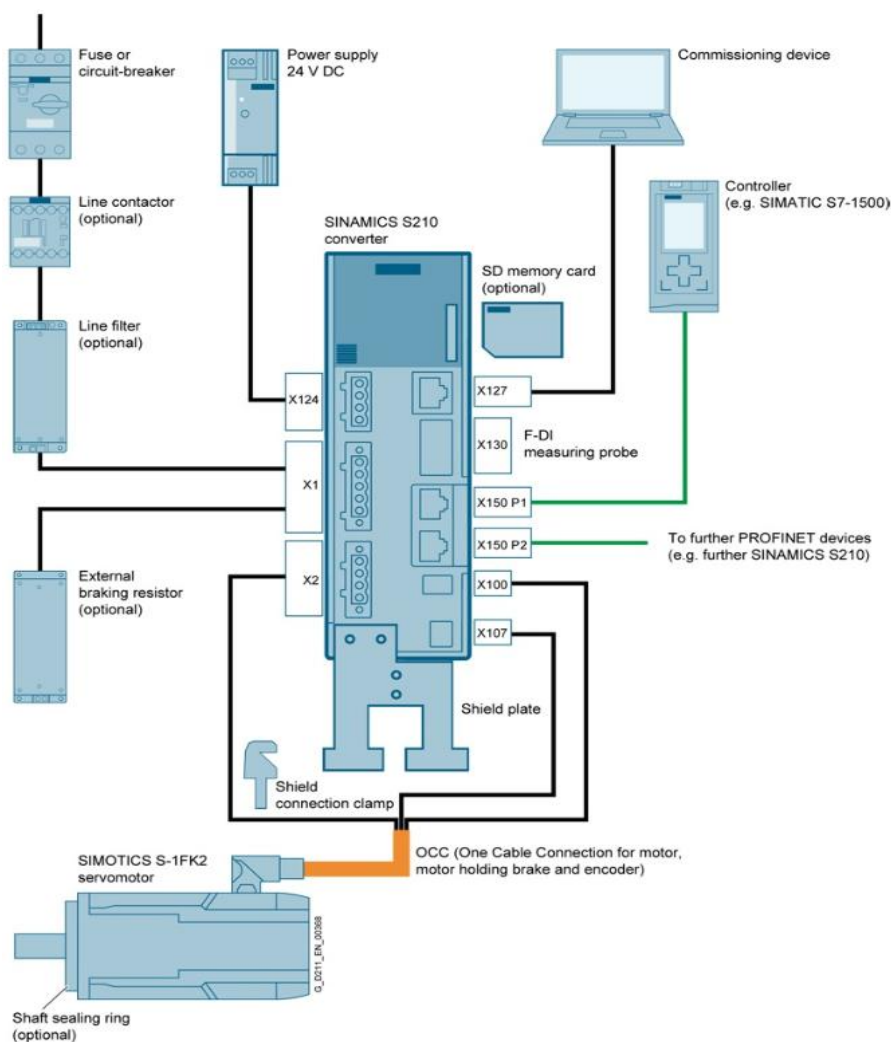 Fuse or
circuit-breaker
Power supply
24 V DC
Commissioning device
Line contactor
(optional)
Controller
(e.g. SIMATIC S7-1500)
SINAMICS S210
converter
SD memory card
(optional)
Line filter
(optional)
X124
X127
X130
F-DI
measuring probe
X1
X150 P1
X150 P2
To further PROFINET devices
(e.g. further SINAMICS S210)
External
braking resistor
(optional)
X2
X100
X107
Shield plate
Shield
connection clamp
SIMOTICS S-1FK2
servomotor
OCC (One Cable Connection for motor,
motor holding brake and encoder)
G_D211_EN_00368
Shaft sealing ring
(optional)